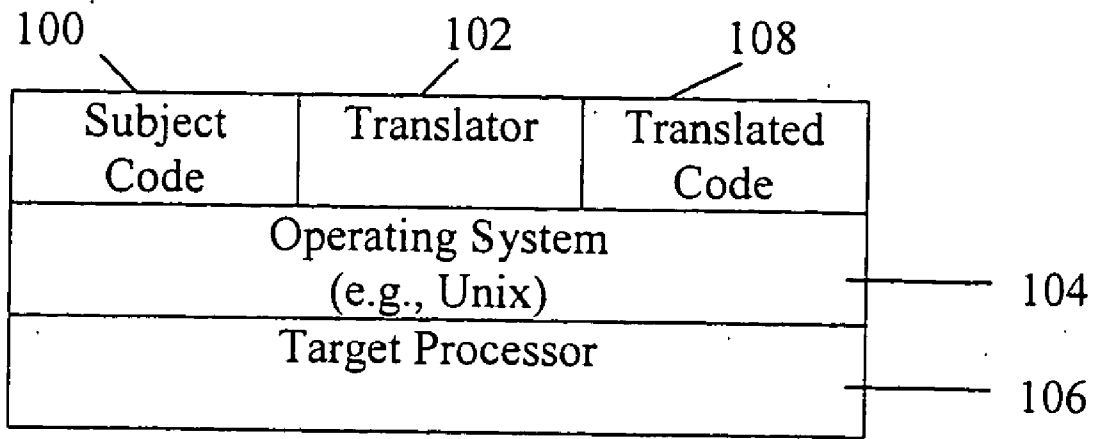 100 102 108
Subject Translator Translated
Code Code
Operating System
(e.g., Unix) 104
Target Processor
106